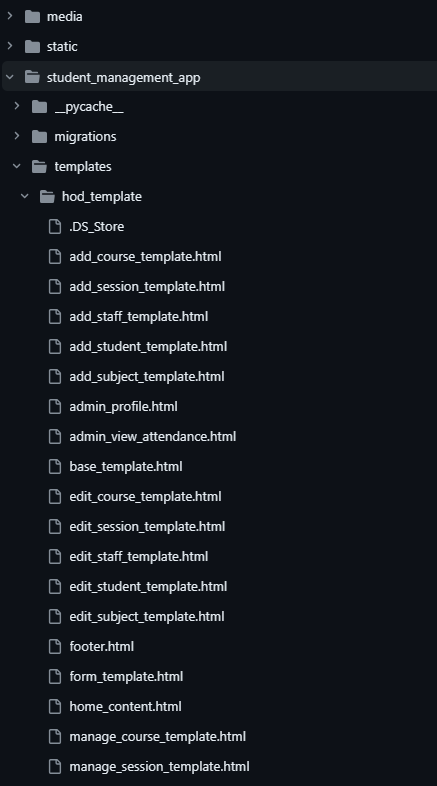 media
static
student_management_app
__pycache__
migrations
templates
hod_template
.DS_Store
add_course_template.html
add_session_template.html
add_staff_template.html
add_student_template.html
add_subject_template.html
admin_profile.html
admin_view_attendance.html
base_template.html
edit_course_template.html
edit_session_template.html
edit_staff_template.html
edit_student_template.html
edit_subject_template.html
footer.html
form_template.html
home_content.html
manage_course_template.html
manage_session_template.html